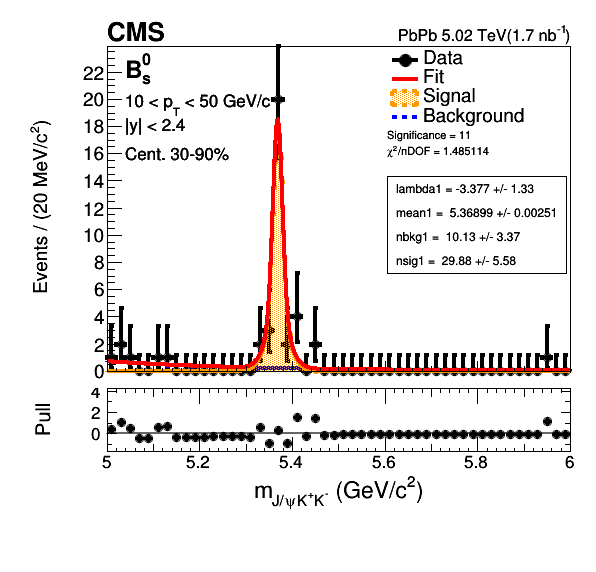 CMS
PbPb 5.02 TeV(1.7 nb⁻¹)
B⁰ₛ
10 < p_T < 50 GeV/c
|y| < 2.4
Cent. 30-90%
Data
Fit
Signal
Background
Significance = 11
χ²/nDOF = 1.485114
lambda1 = -3.377 +/- 1.33
mean1 = 5.36899 +/- 0.00251
nbkg1 = 10.13 +/- 3.37
nsig1 = 29.88 +/- 5.58
Events / (20 MeV/c²)
22
20
18
16
14
12
10
8
6
4
2
0
Pull
4
2
0
5
5.2
5.4
5.6
5.8
6
m_J/ψK⁺K⁻ (GeV/c²)